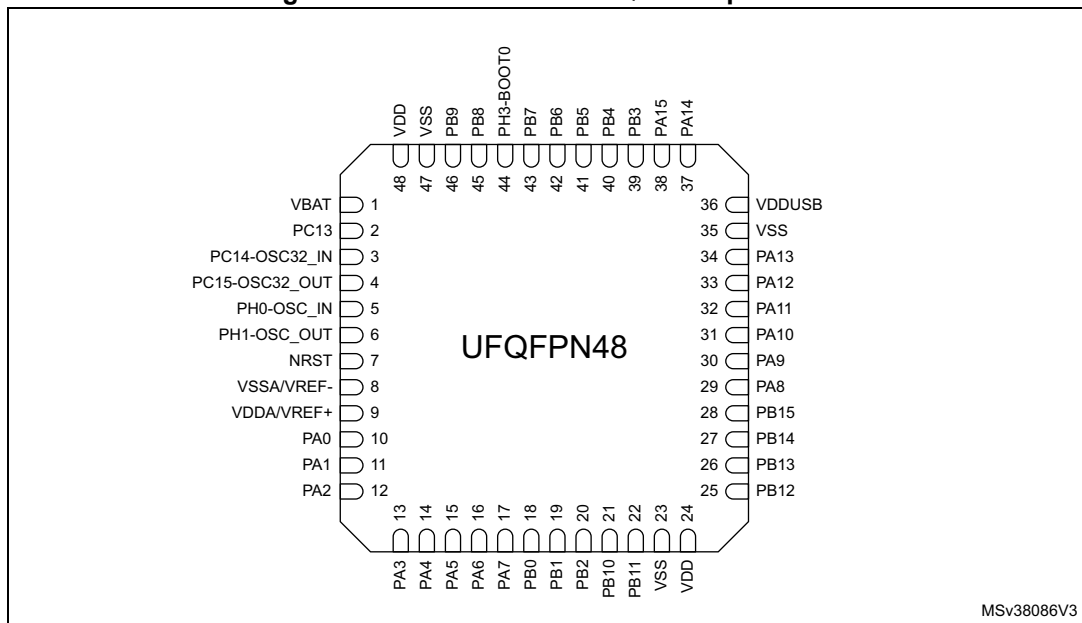 VDD
VSS
PB9
PB8
PH3-BOOT0
PB7
PB6
PB5
PB4
PB3
PA15
PA14
48 47 46 45 44 43 42 41 40 39 38 37
VBAT 1
PC13 2
PC14-OSC32_IN 3
PC15-OSC32_OUT 4
PH0-OSC_IN 5
PH1-OSC_OUT 6
NRST 7
VSSA/VREF- 8
VDDA/VREF+ 9
PA0 10
PA1 11
PA2 12
UFQFPN48
36 VDDUSB
35 VSS
34 PA13
33 PA12
32 PA11
31 PA10
30 PA9
29 PA8
28 PB15
27 PB14
26 PB13
25 PB12
13 14 15 16 17 18 19 20 21 22 23 24
PA3
PA4
PA5
PA6
PA7
PB0
PB1
PB2
PB10
PB11
VSS
VDD
MSv38086V3